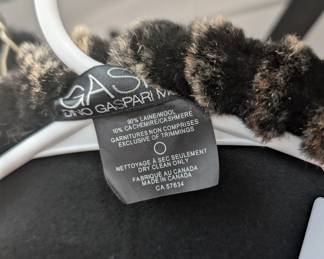 GAS
DINO GASPARI M
90% LAINE/WOOL
10% CACHEMIRE/CASHMERE
GARNITURES NON COMPRISES
EXCLUSIVE OF TRIMMINGS
NETTOYAGE À SEC SEULEMENT
DRY CLEAN ONLY
FABRIQUÉ AU CANADA
MADE IN CANADA
CA 57634